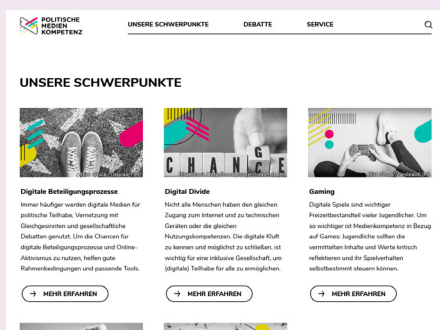 POLITISCHE
MEDIEN
KOMPETENZ
UNSERE SCHWERPUNKTE
DEBATTE
SERVICE
UNSERE SCHWERPUNKTE
CHAN
G
C
E
Digitale Beteiligungsprozesse
Immer häufiger werden digitale Medien für
politische Teilhabe, Vernetzung mit
Gleichgesinnten und gesellschaftliche
Debatten genutzt. Um die Chancen für
digitale Beteiligungsprozesse und Online-
Aktivismus zu nutzen, helfen gute
Rahmenbedingungen und passende Tools.
MEHR ERFAHREN
Digital Divide
Nicht alle Menschen haben den gleichen
Zugang zum Internet und zu technischen
Geräten oder die gleichen
Nutzungskompetenzen. Die digitale Kluft
zu kennen und möglichst zu schließen, ist
wichtig für eine inklusive Gesellschaft, um
(digitale) Teilhabe für alle zu ermöglichen.
MEHR ERFAHREN
Gaming
Digitale Spiele sind wichtiger
Freizeitbestandteil vieler Jugendlicher. Um
so wichtiger ist Medienkompetenz in Bezug
auf Games: Jugendliche sollten die
vermittelten Inhalte und Werte kritisch
reflektieren und ihr Spielverhalten
selbstbestimmt steuern können.
MEHR ERFAHREN